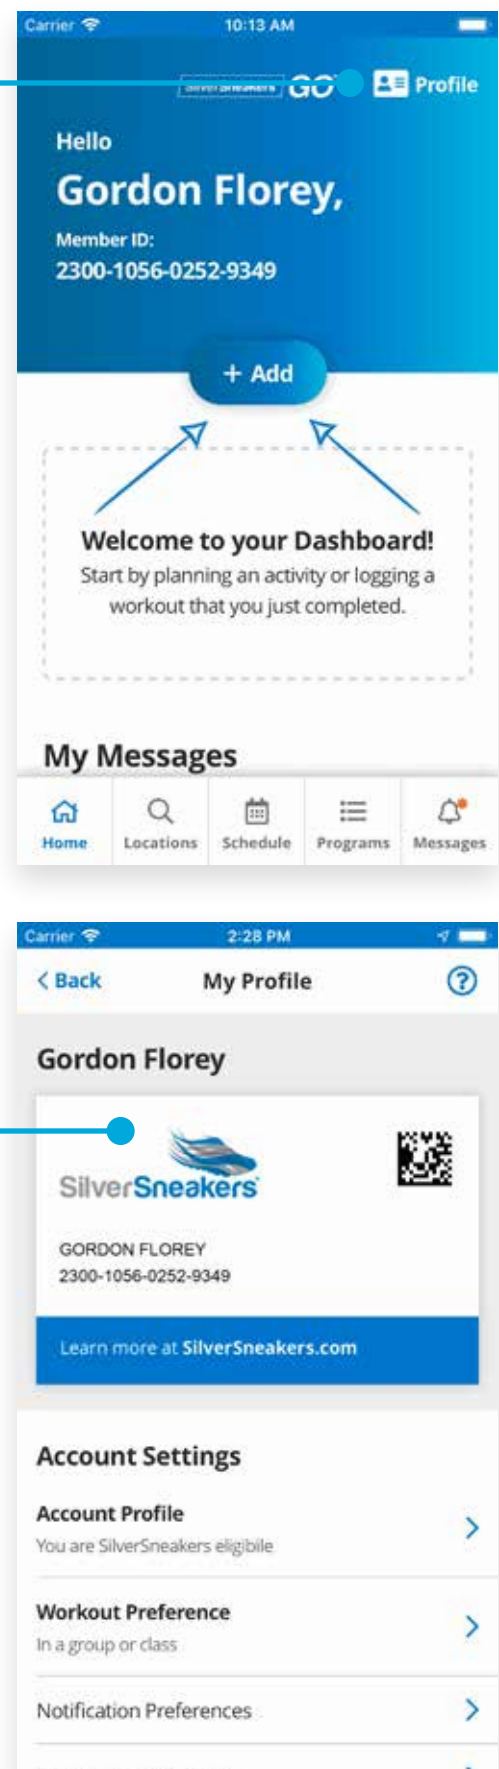 Carrier 10:13 AM
SilverSneakers GO Profile
Hello
Gordon Florey,
Member ID:
2300-1056-0252-9349
+ Add
Welcome to your Dashboard!
Start by planning an activity or logging a
workout that you just completed.
My Messages
Home Locations Schedule Programs Messages
Carrier 2:28 PM
< Back My Profile ?
Gordon Florey
SilverSneakers
GORDON FLOREY
2300-1056-0252-9349
Learn more at SilverSneakers.com
Account Settings
Account Profile
You are SilverSneakers eligibile
Workout Preference
In a group or class
Notification Preferences